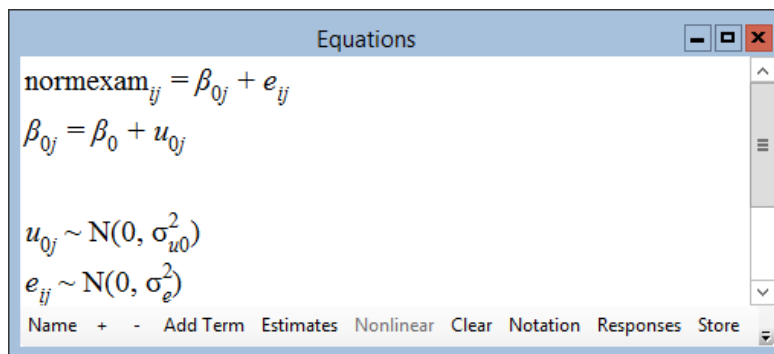 Equations
normexam_ij = β_0j + e_ij
β_0j = β_0 + u_0j
u_0j ~ N(0, σ²_u0)
e_ij ~ N(0, σ²_e)
Name + - Add Term Estimates Nonlinear Clear Notation Responses Store